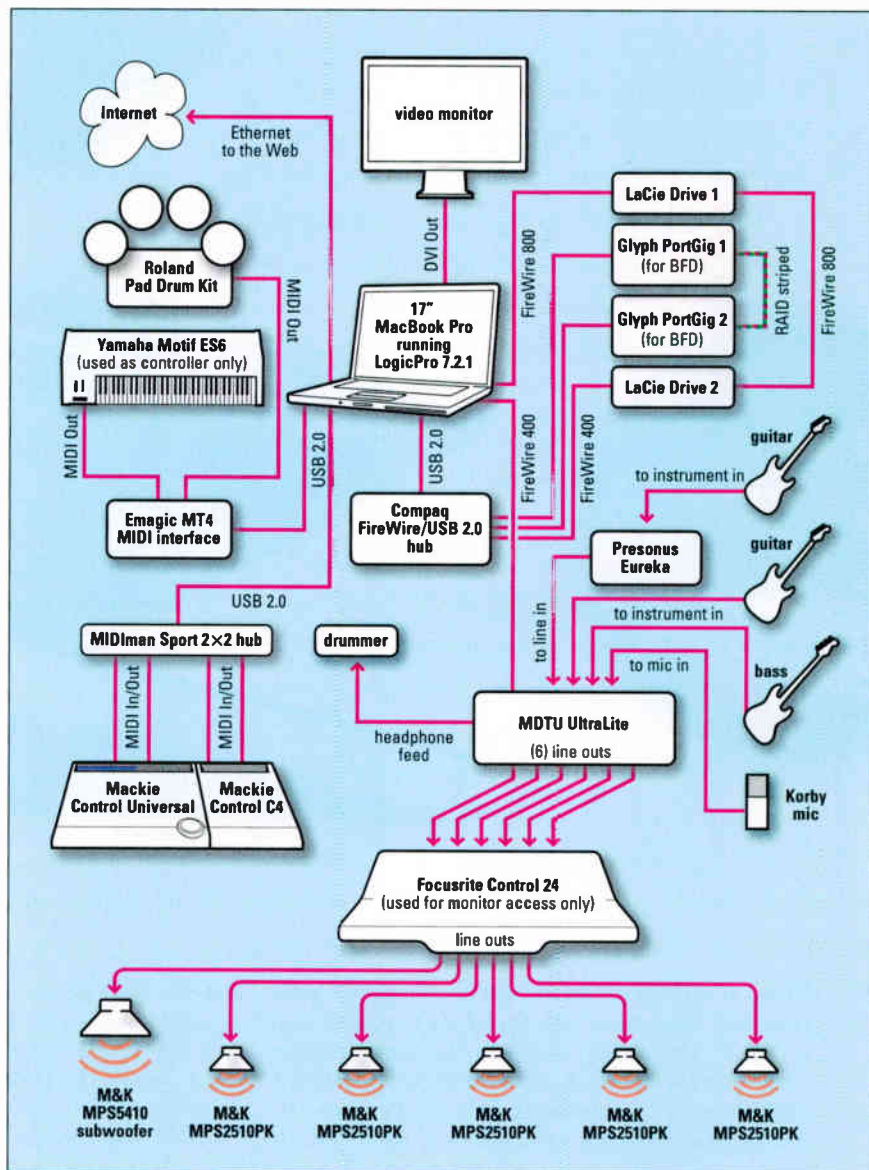 Internet
Ethernet
to the Web
video monitor
DVI Out
Roland
Pad Drum Kit
MIDI Out
Yamaha Motif ES6
(used as controller only)
MIDI Out
Emagic MT4
MIDI interface
USB 2.0
17"
MacBook Pro
running
LogicPro 7.2.1
FireWire 800
LaCie Drive 1
Glyph PortGig 1
(for BFD)
Glyph PortGig 2
(for BFD)
LaCie Drive 2
RAID striped
FireWire 800
USB 2.0
FireWire 400
FireWire 400
Compaq
FireWire/USB 2.0
hub
guitar
to instrument in
Presonus
Eureka
guitar
to line in
to instrument in
bass
to mic in
USB 2.0
MIDIman Sport 2×2 hub
MIDI In/Out
MIDI In/Out
Mackie
Control Universal
Mackie
Control C4
drummer
headphone
feed
MDTU UltraLite
(6) line outs
Korby
mic
Focusrite Control 24
(used for monitor access only)
line outs
M&K
MPS5410
subwoofer
M&K
MPS2510PK
M&K
MPS2510PK
M&K
MPS2510PK
M&K
MPS2510PK
M&K
MPS2510PK